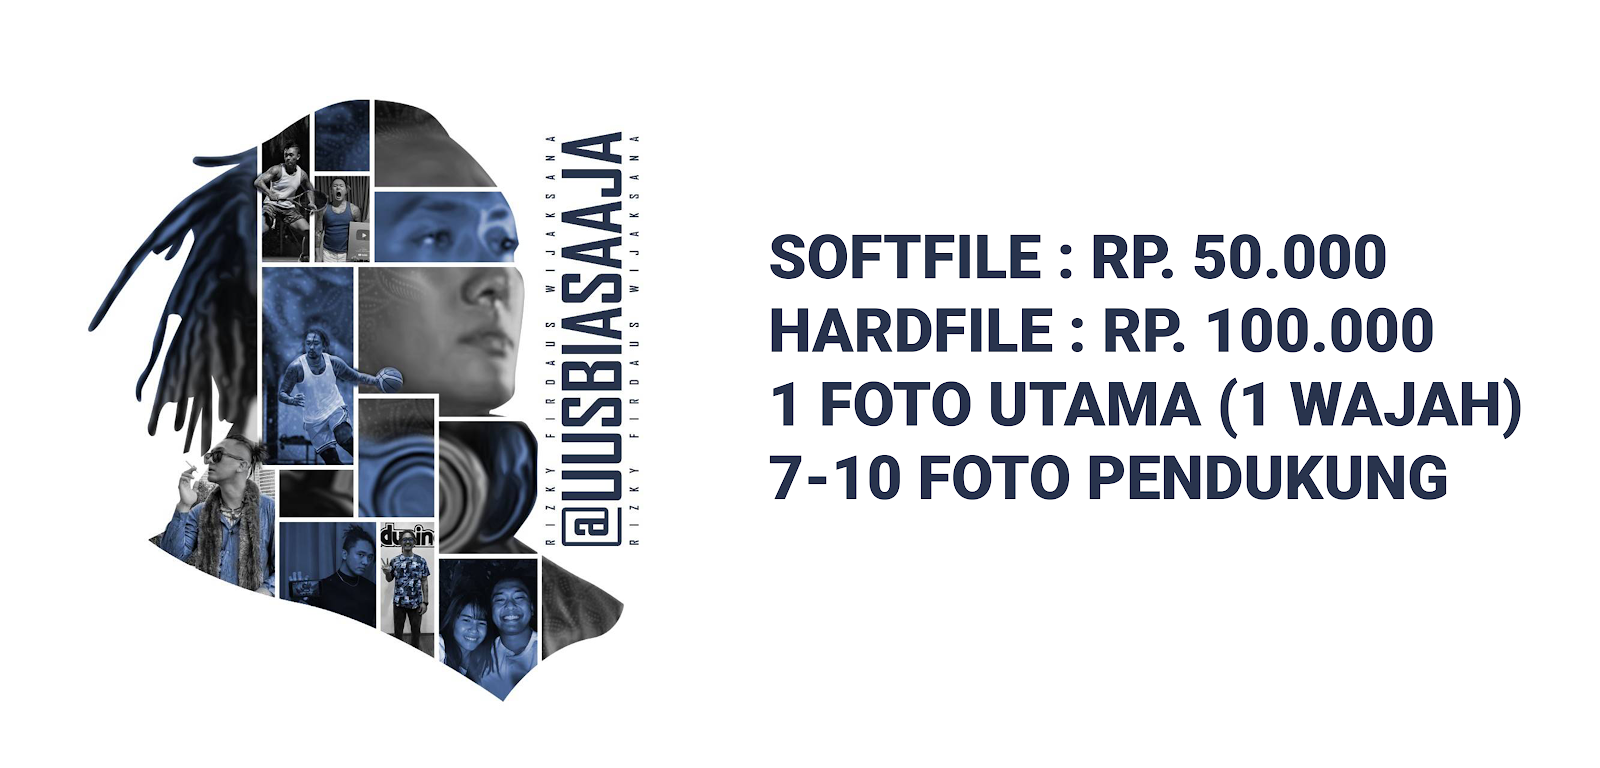 RIZKY FIRDAUS WIJAKSANA
@UUSBIASAAJA
RIZKY FIRDAUS WIJAKSANA
SOFTFILE : RP. 50.000
HARDFILE : RP. 100.000
1 FOTO UTAMA (1 WAJAH)
7-10 FOTO PENDUKUNG